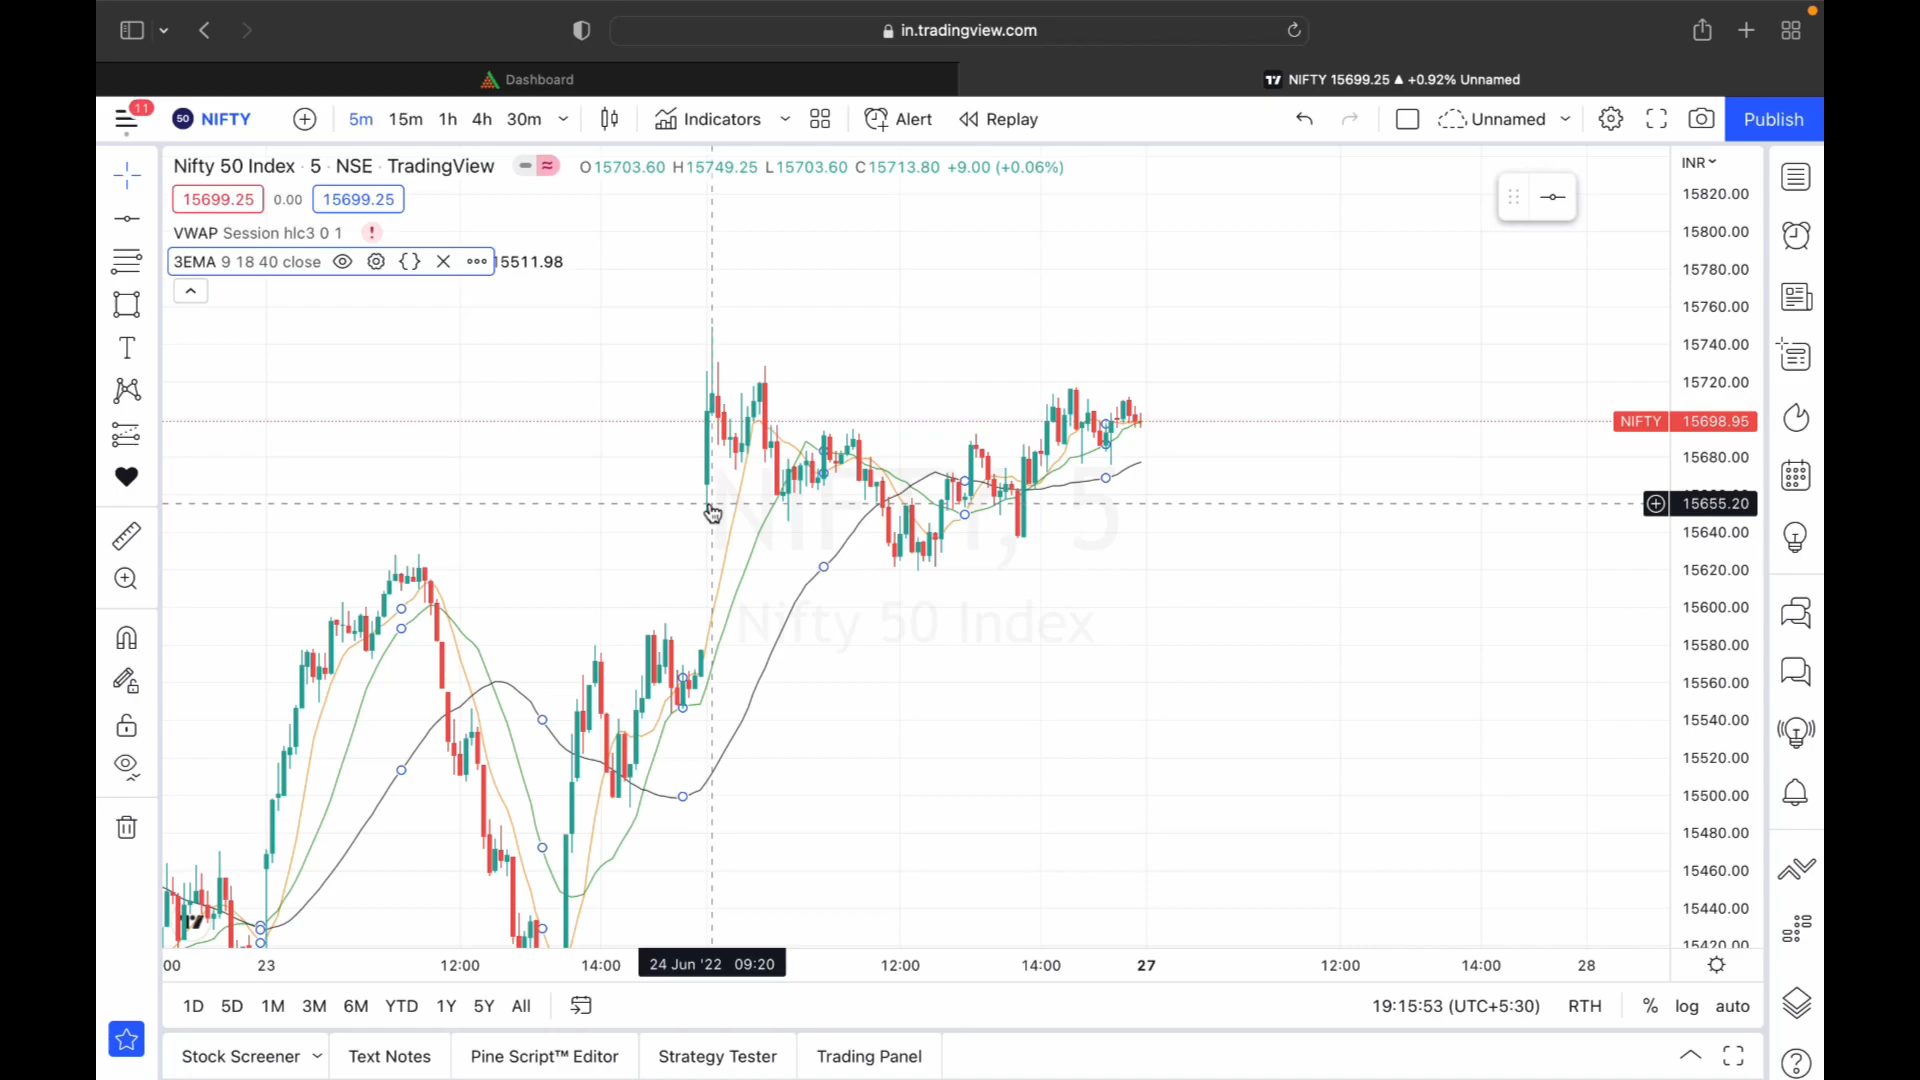 in.tradingview.com
Dashboard
NIFTY 15699.25 ▲ +0.92% Unnamed
11
50 NIFTY 5m 15m 1h 4h 30m Indicators Alert Replay Unnamed Publish
Nifty 50 Index · 5 · NSE TradingView O15703.60 H15749.25 L15703.60 C15713.80 +9.00 (+0.06%)
INR
15699.25 0.00 15699.25
VWAP Session hlc3 0 1 !
3EMA 9 18 40 close {} 15511.98
15820.00
15800.00
15780.00
15760.00
15740.00
15720.00
NIFTY 15698.95
15680.00
15655.20
15640.00
15620.00
15600.00
15580.00
15560.00
15540.00
15520.00
15500.00
15480.00
15460.00
15440.00
15420.00
NIFTY, 5
Nifty 50 Index
00 23 12:00 14:00 24 Jun '22 09:20 12:00 14:00 27 12:00 14:00 28
1D 5D 1M 3M 6M YTD 1Y 5Y All 19:15:53 (UTC+5:30) RTH % log auto
Stock Screener Text Notes Pine Script™ Editor Strategy Tester Trading Panel